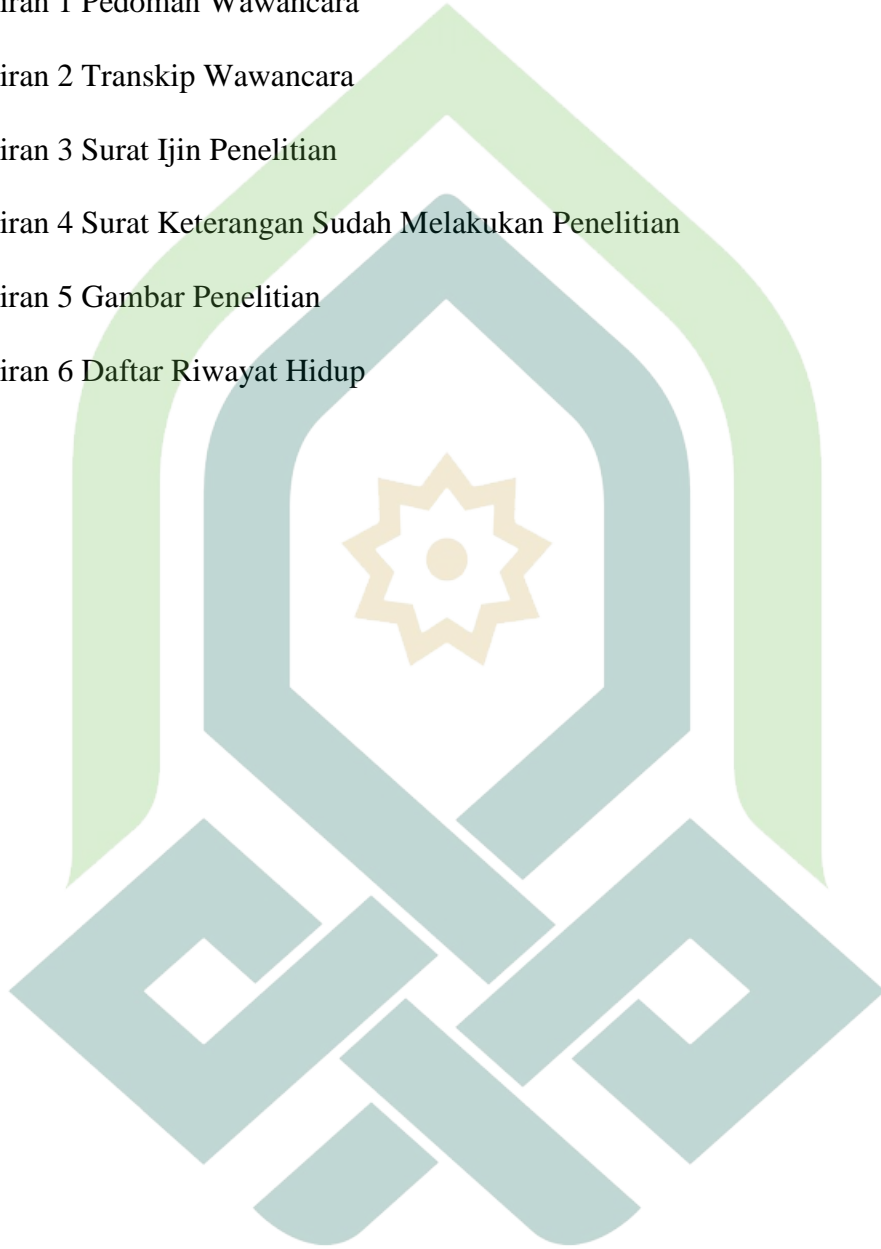 iran 1 Pedoman Wawancara
iran 2 Transkip Wawancara
iran 3 Surat Ijin Penelitian
iran 4 Surat Keterangan Sudah Melakukan Penelitian
iran 5 Gambar Penelitian
iran 6 Daftar Riwayat Hidup